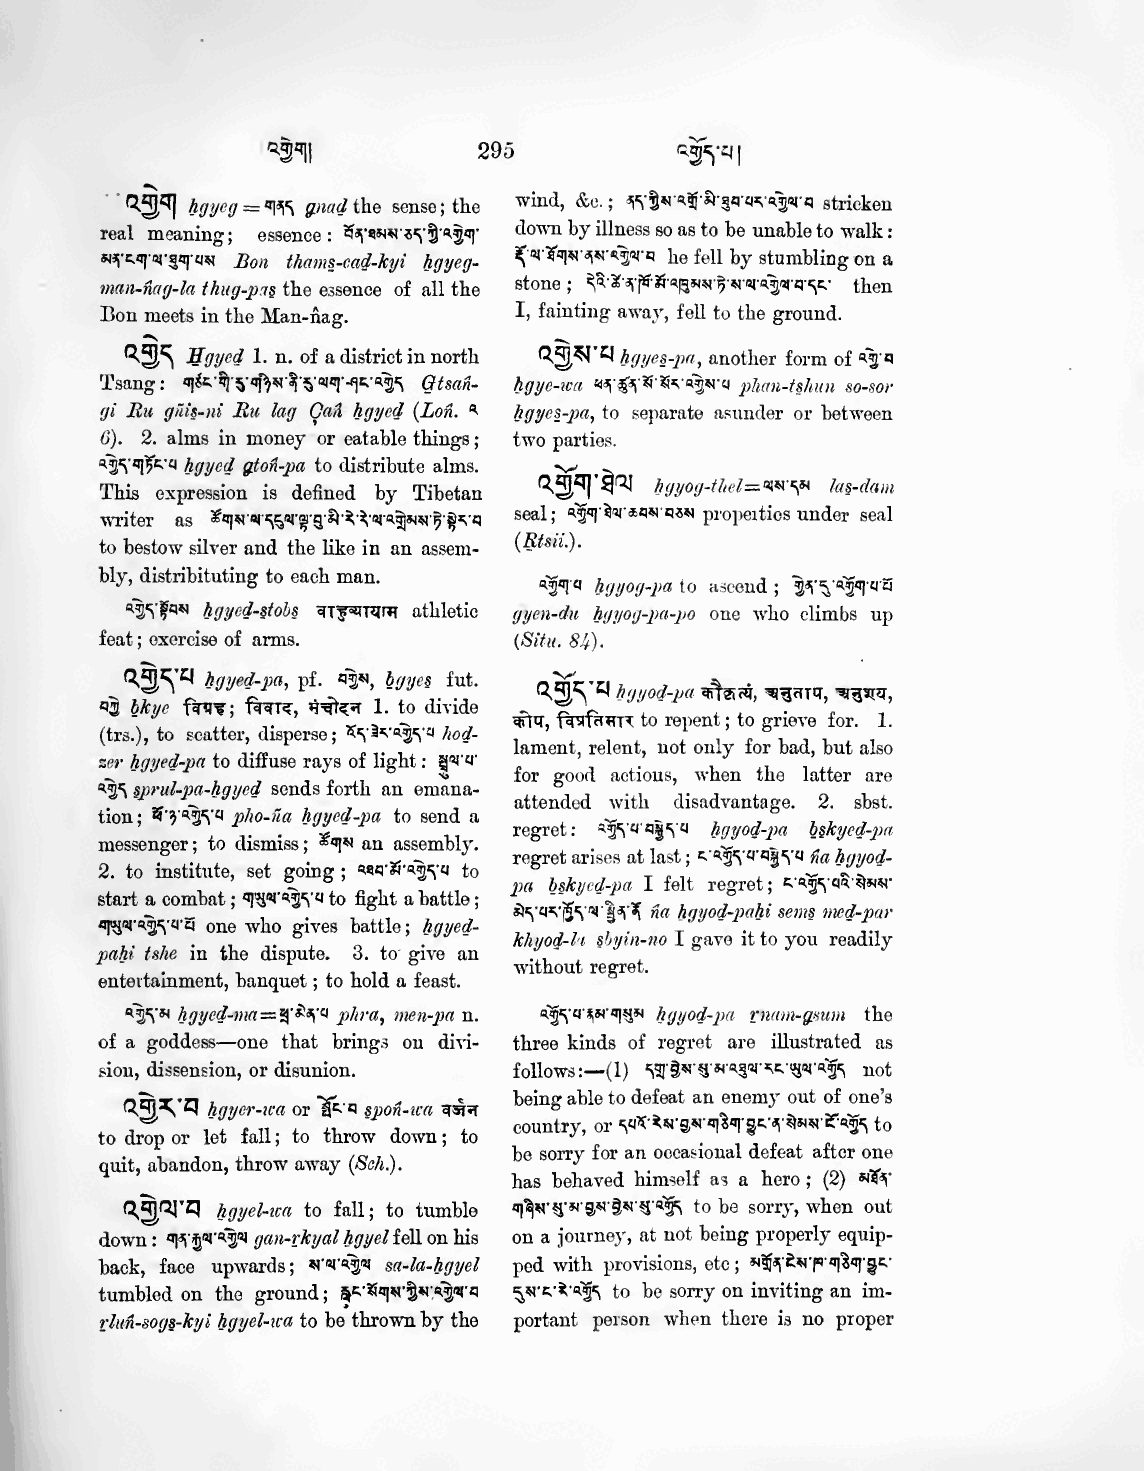 འགྱེག།
295
འགྱོད་པ།
འགྱེག hgyeg = གནད gnad the sense; the
real meaning; essence: བོན་ཐམས་ཅད་ཀྱི་འགྱེག་
མན་ངག་ལ་ཐུག་པས Bon thams-cad-kyi hgyeg-
man-ñag-la thug-pas the essence of all the
Bon meets in the Man-ñag.
འགྱེད Hgyed 1. n. of a district in north
Tsang: གཙང་གི་རུ་གཉིས་ནི་རུ་ལག་ཤང་འགྱེད Gtsañ-
gi Ru gñis-ni Ru lag Çañ hgyed (Loñ. འ
6). 2. alms in money or eatable things;
འགྱེད་གཏོང་པ hgyed gtoñ-pa to distribute alms.
This expression is defined by Tibetan
writer as ཚོགས་ལ་དངུལ་ལྟ་བུ་མི་རེ་རེ་ལ་འགྲེམས་ཏེ་སྟེར་བ
to bestow silver and the like in an assem-
bly, distribituting to each man.
འགྱེད་སྟོབས hgyed-stobs वाहुव्यायाम athletic
feat; exercise of arms.
འགྱེད་པ hgyed-pa, pf. བགྱེས, bgyes fut.
བཀྱེ bkye विग्रह; विवाद, संचोदन 1. to divide
(trs.), to scatter, disperse; འོད་ཟེར་འགྱེད་པ hod-
zer hgyed-pa to diffuse rays of light: སྤྲུལ་པ་
འགྱེད sprul-pa-hgyed sends forth an emana-
tion; ཕོ་ཉ་འགྱེད་པ pho-ña hgyed-pa to send a
messenger; to dismiss; ཚོགས an assembly.
2. to institute, set going; འཐབ་མོ་འགྱེད་པ to
start a combat; གཡུལ་འགྱེད་པ to fight a battle;
གཡུལ་འགྱེད་པ་པོ one who gives battle; hgyed-
pahi tshe in the dispute. 3. to give an
entertainment, banquet; to hold a feast.
འགྱེད་མ hgyed-ma=ཕྲ་མེན་པ phra, men-pa n.
of a goddess—one that brings on divi-
sion, dissension, or disunion.
འགྱེར་བ hgyer-wa or སྤོང་བ spoñ-wa वर्जन
to drop or let fall; to throw down; to
quit, abandon, throw away (Sch.).
འགྱེལ་བ hgyel-wa to fall; to tumble
down: གན་རྐྱལ་འགྱེལ gan-rkyal hgyel fell on his
back, face upwards; ས་ལ་འགྱེལ sa-la-hgyel
tumbled on the ground; རླུང་སོགས་ཀྱིས་འགྱེལ་བ
rluñ-sogs-kyi hgyel-wa to be thrown by the
wind, &c.; ནད་ཀྱིས་འགྲོ་མི་ཐུབ་པར་འགྱེལ་བ stricken
down by illness so as to be unable to walk:
རྡོ་ལ་ཐོགས་ནས་འགྱེལ་བ he fell by stumbling on a
stone; དེའི་ཚེ་ན་ཁོ་མོ་འཁྲམས་ཏེ་ས་ལ་འགྱེལ་བ་དང་ then
I, fainting away, fell to the ground.
འགྱེས་པ hgyes-pa, another form of འགྱེ་བ
hgye-wa ཕན་ཚུན་སོ་སོར་འགྱེས་པ phan-tshun so-sor
hgyes-pa, to separate asunder or between
two parties.
འགྱོག་ཐེལ hgyog-thel=ལས་དམ las-dam
seal; འགྱོག་ཐེལ་ཆབས་བཅས properties under seal
(Rtsii.).
འགྱོག་པ hgyog-pa to ascend; གྱེན་དུ་འགྱོག་པ་པོ
gyen-du hgyog-pa-po one who climbs up
(Situ. 84).
འགྱོད་པ hgyod-pa कौकृत्यं, अनुताप, अनुशय,
कोप, विप्रतिसार to repent; to grieve for. 1.
lament, relent, not only for bad, but also
for good actious, when the latter are
attended with disadvantage. 2. sbst.
regret: འགྱོད་པ་བསྐྱེད་པ hgyod-pa bskyed-pa
regret arises at last; ང་འགྱོད་པ་བསྐྱེད་པ ña hgyod-
pa bskyed-pa I felt regret; ང་འགྱོད་པའི་སེམས་
མེད་པར་ཁྱོད་ལ་སྦྱིན་ནོ ña hgyod-pahi sems med-par
khyod-la sbyin-no I gave it to you readily
without regret.
འགྱོད་པ་རྣམ་གསུམ hgyod-pa rnam-gsum the
three kinds of regret are illustrated as
follows:—(1) དགྲ་བྱེས་སུ་མ་འཐུལ་རང་ཡུལ་འགྱོད not
being able to defeat an enemy out of one's
country, or དཔའོ་རེས་བྱས་གཅིག་བྱུང་ན་སེམས་ངོ་འགྱོད to
be sorry for an occasional defeat after one
has behaved himself as a hero; (2) མགྲོན་
གཉིས་སུ་མ་བྱས་བྱེས་སུ་འགྱོད to be sorry, when out
on a journey, at not being properly equip-
ped with provisions, etc; མགྲོན་ངེས་ཁ་གཅིག་བྱུང་
དུས་ང་རེ་འགྱོད to be sorry on inviting an im-
portant person when there is no proper